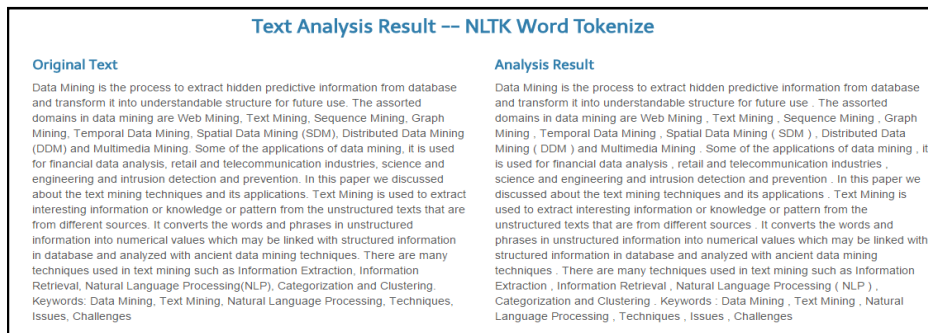 Text Analysis Result -- NLTK Word Tokenize
Original Text
Data Mining is the process to extract hidden predictive information from database
and transform it into understandable structure for future use. The assorted
domains in data mining are Web Mining, Text Mining, Sequence Mining, Graph
Mining, Temporal Data Mining, Spatial Data Mining (SDM), Distributed Data Mining
(DDM) and Multimedia Mining. Some of the applications of data mining, it is used
for financial data analysis, retail and telecommunication industries, science and
engineering and intrusion detection and prevention. In this paper we discussed
about the text mining techniques and its applications. Text Mining is used to extract
interesting information or knowledge or pattern from the unstructured texts that are
from different sources. It converts the words and phrases in unstructured
information into numerical values which may be linked with structured information
in database and analyzed with ancient data mining techniques. There are many
techniques used in text mining such as Information Extraction, Information
Retrieval, Natural Language Processing(NLP), Categorization and Clustering.
Keywords: Data Mining, Text Mining, Natural Language Processing, Techniques,
Issues, Challenges
Analysis Result
Data Mining is the process to extract hidden predictive information from database
and transform it into understandable structure for future use . The assorted
domains in data mining are Web Mining , Text Mining , Sequence Mining , Graph
Mining , Temporal Data Mining , Spatial Data Mining ( SDM ) , Distributed Data
Mining ( DDM ) and Multimedia Mining . Some of the applications of data mining , it
is used for financial data analysis , retail and telecommunication industries ,
science and engineering and intrusion detection and prevention . In this paper we
discussed about the text mining techniques and its applications . Text Mining is
used to extract interesting information or knowledge or pattern from the
unstructured texts that are from different sources . It converts the words and
phrases in unstructured information into numerical values which may be linked with
structured information in database and analyzed with ancient data mining
techniques . There are many techniques used in text mining such as Information
Extraction , Information Retrieval , Natural Language Processing ( NLP ) ,
Categorization and Clustering . Keywords : Data Mining , Text Mining , Natural
Language Processing , Techniques , Issues , Challenges